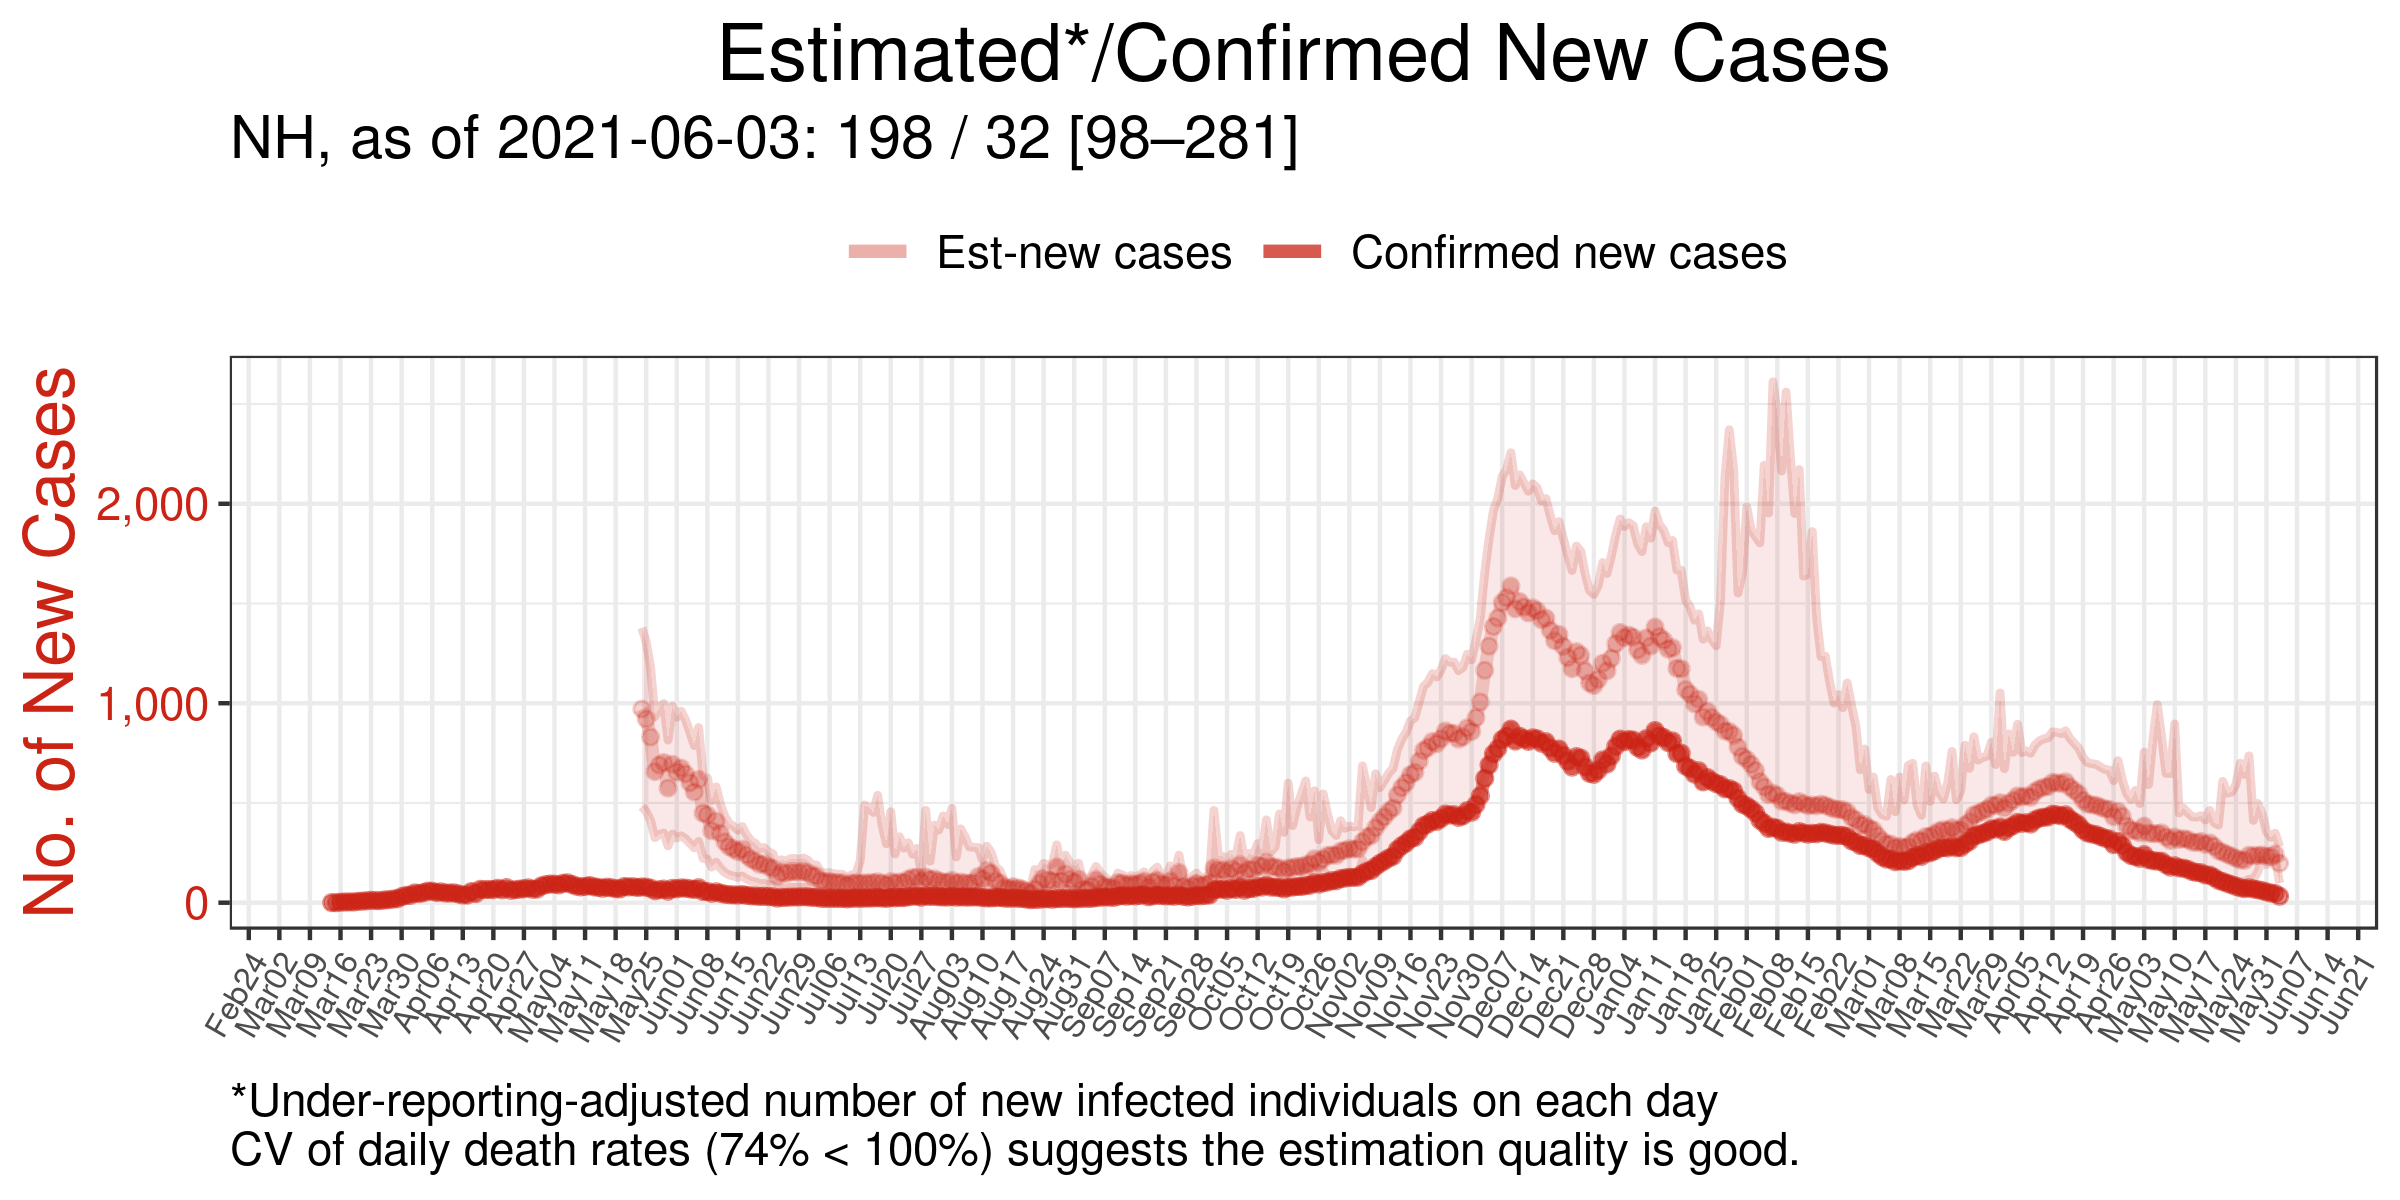 Estimated*/Confirmed New Cases
NH, as of 2021-06-03: 198 / 32 [98–281]
Est-new cases
Confirmed new cases
No. of New Cases
2,000
1,000
0
Feb24
Mar02
Mar09
Mar16
Mar23
Mar30
Apr06
Apr13
Apr20
Apr27
May04
May11
May18
May25
Jun01
Jun08
Jun15
Jun22
Jun29
Jul06
Jul13
Jul20
Jul27
Aug03
Aug10
Aug17
Aug24
Aug31
Sep07
Sep14
Sep21
Sep28
Oct05
Oct12
Oct19
Oct26
Nov02
Nov09
Nov16
Nov23
Nov30
Dec07
Dec14
Dec21
Dec28
Jan04
Jan11
Jan18
Jan25
Feb01
Feb08
Feb15
Feb22
Mar01
Mar08
Mar15
Mar22
Mar29
Apr05
Apr12
Apr19
Apr26
May03
May10
May17
May24
May31
Jun07
Jun14
Jun21
*Under-reporting-adjusted number of new infected individuals on each day
CV of daily death rates (74% < 100%) suggests the estimation quality is good.